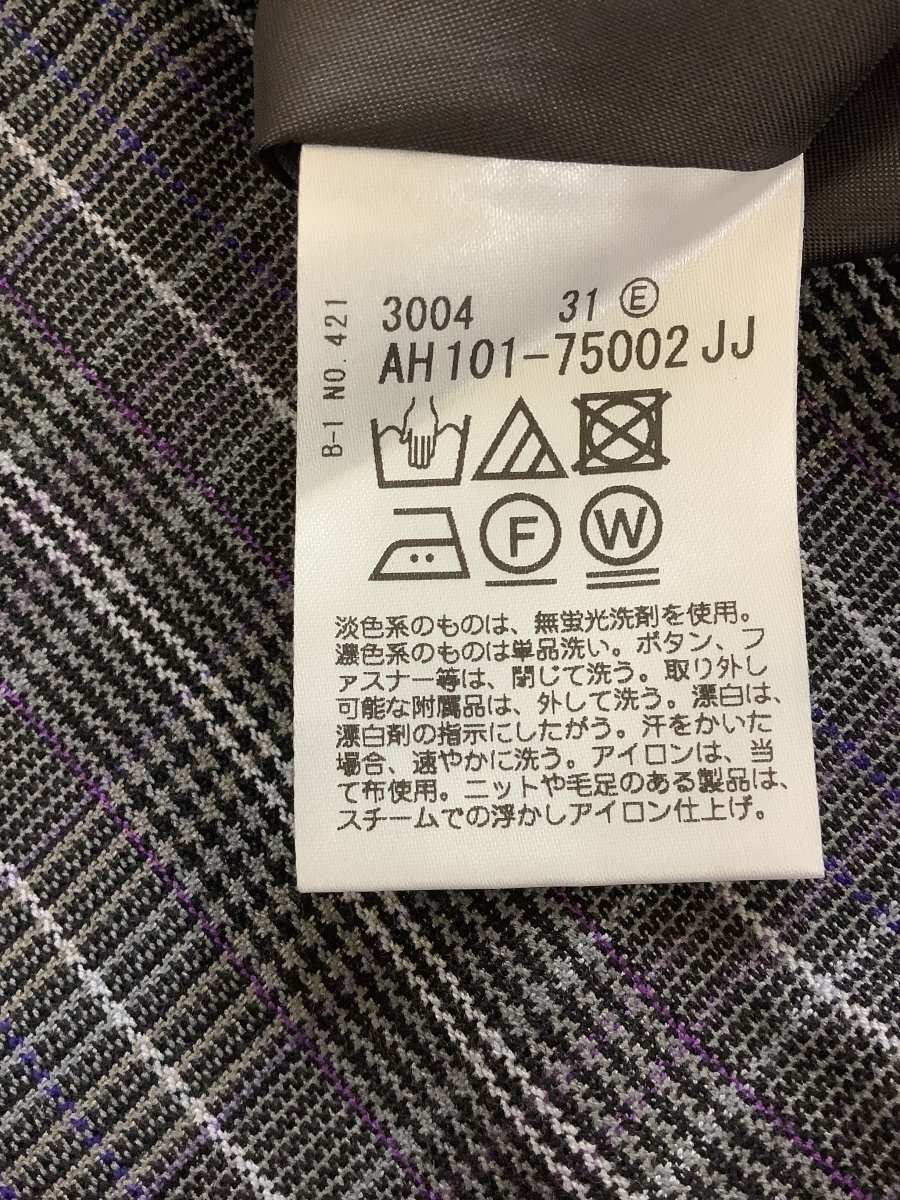 B-1 NO. 421
3004 31 Ⓔ
AH101-75002 JJ
F W
淡色系のものは、無蛍光洗剤を使用。
濃色系のものは単品洗い。ボタン、フ
ァスナー等は、閉じて洗う。取り外し
可能な附属品は、外して洗う。漂白は、
漂白剤の指示にしたがう。汗をかいた
場合、速やかに洗う。アイロンは、当
て布使用。ニットや毛足のある製品は、
スチームでの浮かしアイロン仕上げ。